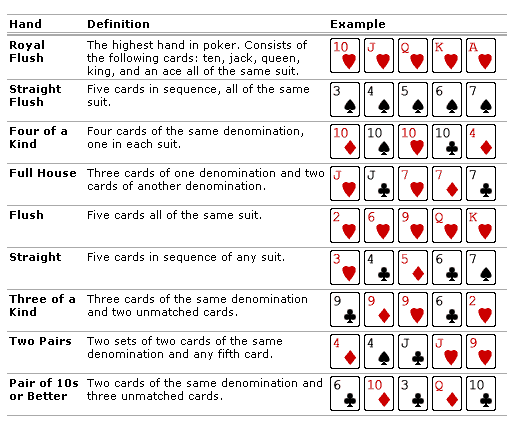 Hand Definition Example
Royal
Flush
The highest hand in poker. Consists
of the following cards: ten, jack, queen,
king, and an ace all of the same suit.
10 J Q K A
Straight
Flush
Five cards in sequence, all of the same
suit.
3 4 5 6 7
Four of a
Kind
Four cards of the same denomination,
one in each suit.
10 10 10 10 4
Full House
Three cards of one denomination and two
cards of another denomination.
J J 7 7 7
Flush
Five cards all of the same suit.
2 6 9 Q K
Straight
Five cards in sequence of any suit.
3 4 5 6 7
Three of a
Kind
Three cards of the same denomination
and two unmatched cards.
9 9 9 6 2
Two Pairs
Two sets of two cards of the same
denomination and any fifth card.
4 4 J J 9
Pair of 10s
or Better
Two cards of the same denomination and
three unmatched cards.
6 10 3 Q 10